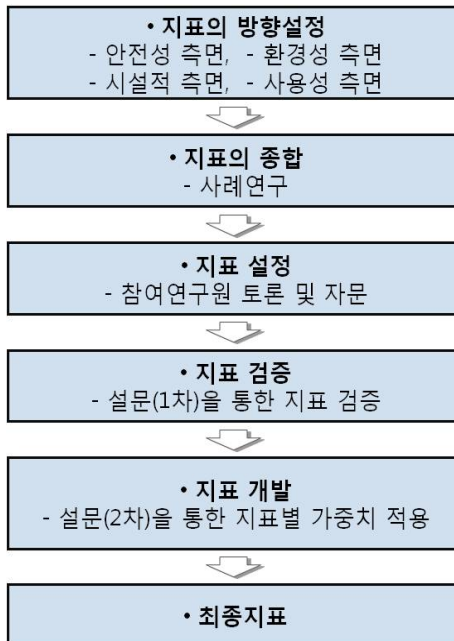 • 지표의 방향설정
- 안전성 측면, - 환경성 측면
- 시설적 측면, - 사용성 측면
• 지표의 종합
- 사례연구
• 지표 설정
- 참여연구원 토론 및 자문
• 지표 검증
- 설문(1차)을 통한 지표 검증
• 지표 개발
- 설문(2차)을 통한 지표별 가중치 적용
• 최종지표